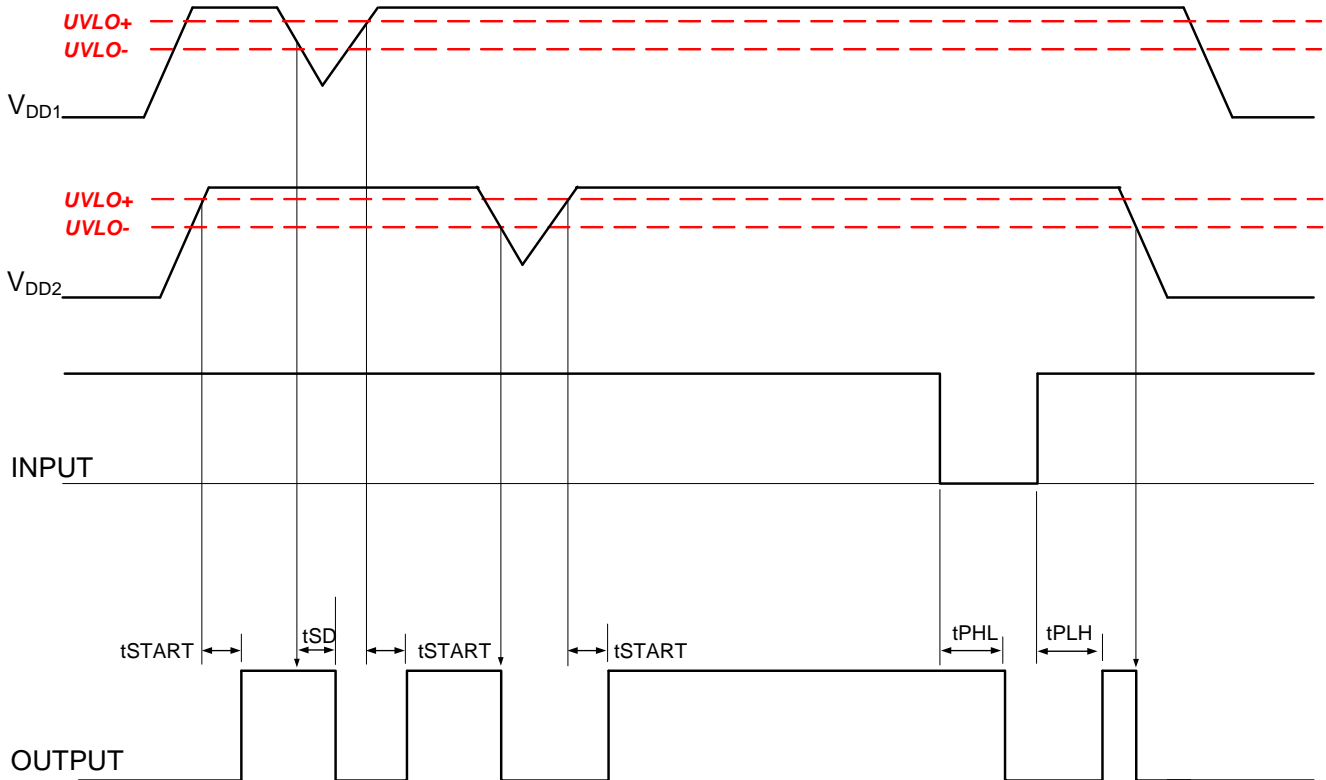 UVLO+
UVLO-
VDD1
UVLO+
UVLO-
VDD2
INPUT
tSTART
tSD
tSTART
tSTART
tPHL
tPLH
OUTPUT